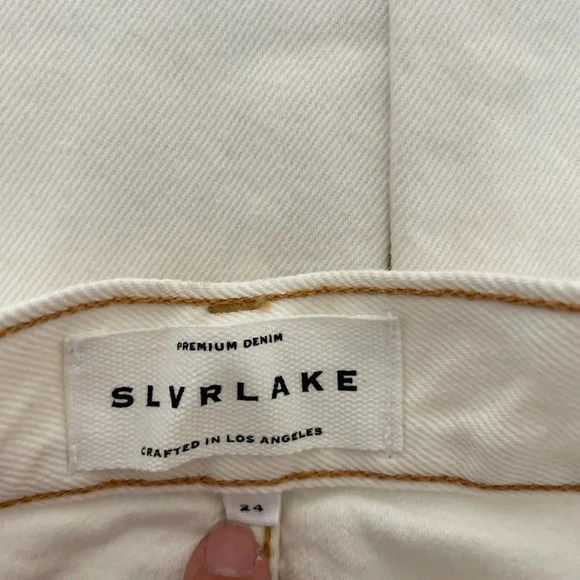 PREMIUM DENIM
SLVRLAKE
CRAFTED IN LOS ANGELES
24